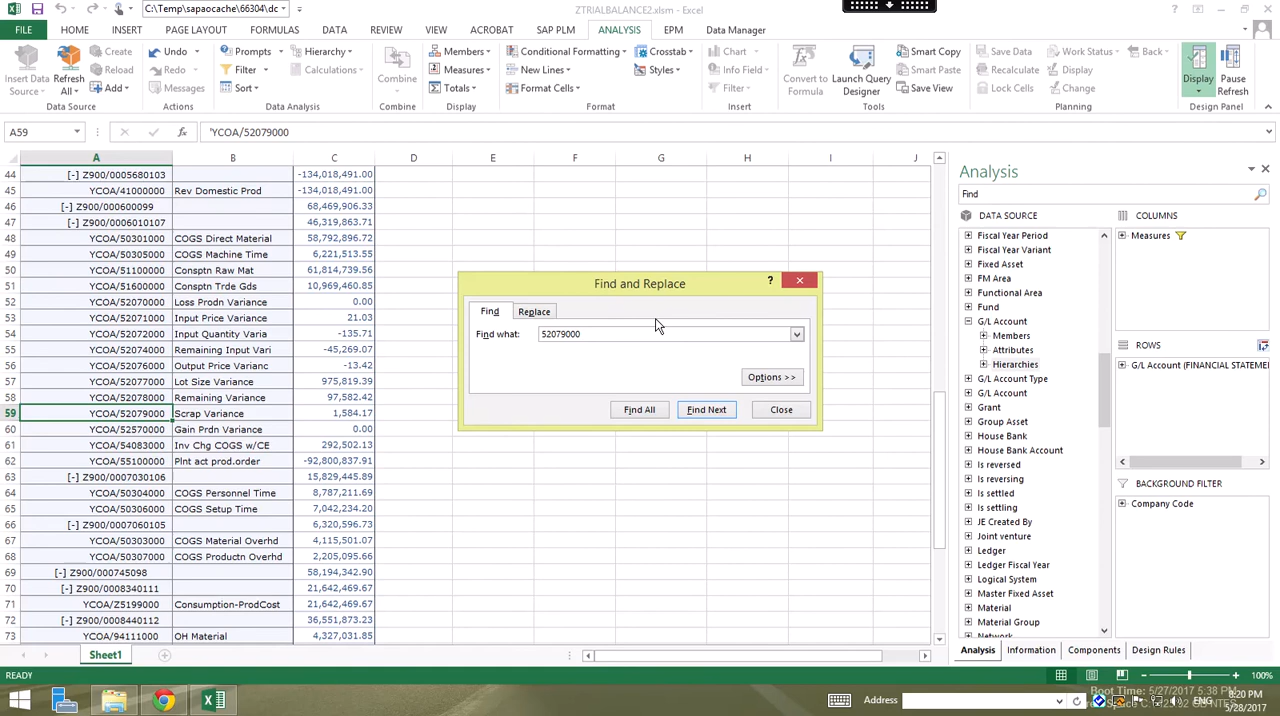 C:\Temp\sapaocache\66304\dc
ZTRIALBALANCE2.xlsm - Excel
FILE HOME INSERT PAGE LAYOUT FORMULAS DATA REVIEW VIEW ACROBAT SAP PLM ANALYSIS EPM Data Manager
Insert Data Source Refresh All Create Reload Add
Data Source
Undo Redo Messages
Actions
Prompts Filter Sort Hierarchy Calculations
Data Analysis
Combine
Combine
Members Measures Totals
Display
Conditional Formatting New Lines Format Cells Crosstab Styles
Format
Chart Info Field Filter
Insert
Convert to Formula Launch Query Designer Smart Copy Smart Paste Save View
Tools
Save Data Recalculate Lock Cells Work Status Display Change Back
Planning
Display Pause Refresh
Design Panel
A59 'YCOA/52079000
A B C D E F G H I J
44 [-] Z900/0005680103 -134,018,491.00
45 YCOA/41000000 Rev Domestic Prod -134,018,491.00
46 [-] Z900/000600099 68,469,906.33
47 [-] Z900/0006010107 46,319,863.71
48 YCOA/50301000 COGS Direct Material 58,792,896.72
49 YCOA/50305000 COGS Machine Time 6,221,513.55
50 YCOA/51100000 Consptn Raw Mat 61,814,739.56
51 YCOA/51600000 Consptn Trde Gds 10,969,460.85
52 YCOA/52070000 Loss Prodn Variance 0.00
53 YCOA/52071000 Input Price Variance 21.03
54 YCOA/52072000 Input Quantity Varia -135.71
55 YCOA/52074000 Remaining Input Vari -45,269.07
56 YCOA/52076000 Output Price Varianc -13.42
57 YCOA/52077000 Lot Size Variance 975,819.39
58 YCOA/52078000 Remaining Variance 97,582.42
59 YCOA/52079000 Scrap Variance 1,584.17
60 YCOA/52570000 Gain Prdn Variance 0.00
61 YCOA/54083000 Inv Chg COGS w/CE 292,502.13
62 YCOA/55100000 Plnt act prod.order -92,800,837.91
63 [-] Z900/0007030106 15,829,445.89
64 YCOA/50304000 COGS Personnel Time 8,787,211.69
65 YCOA/50306000 COGS Setup Time 7,042,234.20
66 [-] Z900/0007060105 6,320,596.73
67 YCOA/50303000 COGS Material Overhd 4,115,501.07
68 YCOA/50307000 COGS Productn Overhd 2,205,095.66
69 [-] Z900/000745098 58,194,342.90
70 [-] Z900/0008340111 21,642,469.67
71 YCOA/Z5199000 Consumption-ProdCost 21,642,469.67
72 [-] Z900/0008440112 36,551,873.23
73 YCOA/94111000 OH Material 4,327,031.85
Find and Replace
Find Replace
Find what: 52079000
Options >>
Find All Find Next Close
Analysis
Find
DATA SOURCE
Fiscal Year Period
Fiscal Year Variant
Fixed Asset
FM Area
Functional Area
Fund
G/L Account
Members
Attributes
Hierarchies
G/L Account Type
G/L Account
Grant
Group Asset
House Bank
House Bank Account
Is reversed
Is reversing
Is settled
Is settling
JE Created By
Joint venture
Ledger
Ledger Fiscal Year
Logical System
Master Fixed Asset
Material
Material Group
Network
COLUMNS
Measures
ROWS
G/L Account (FINANCIAL STATEME
BACKGROUND FILTER
Company Code
Analysis Information Components Design Rules
Sheet1
READY
100%
Address
Boot Time: 5/27/2017 5:38 PM
ENG
8:20 PM
5/28/2017